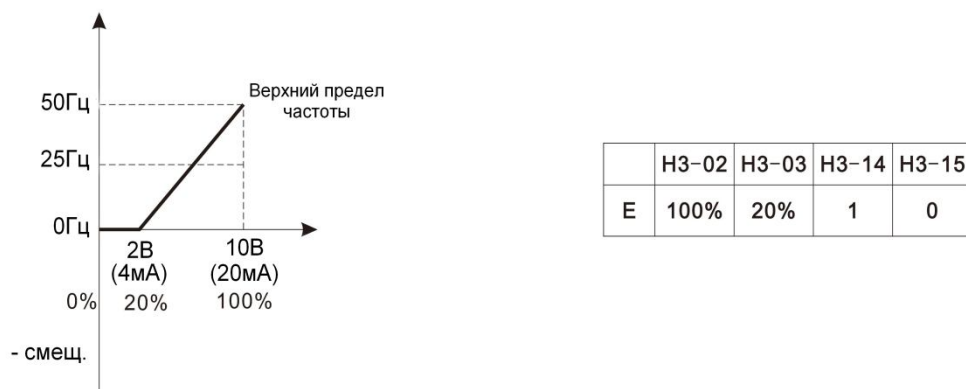 Верхний предел
частоты
50Гц
25Гц
0Гц
2В 10В
(4мА) (20мА)
0% 20% 100%
- смещ.
H3-02 H3-03 H3-14 H3-15
E 100% 20% 1 0